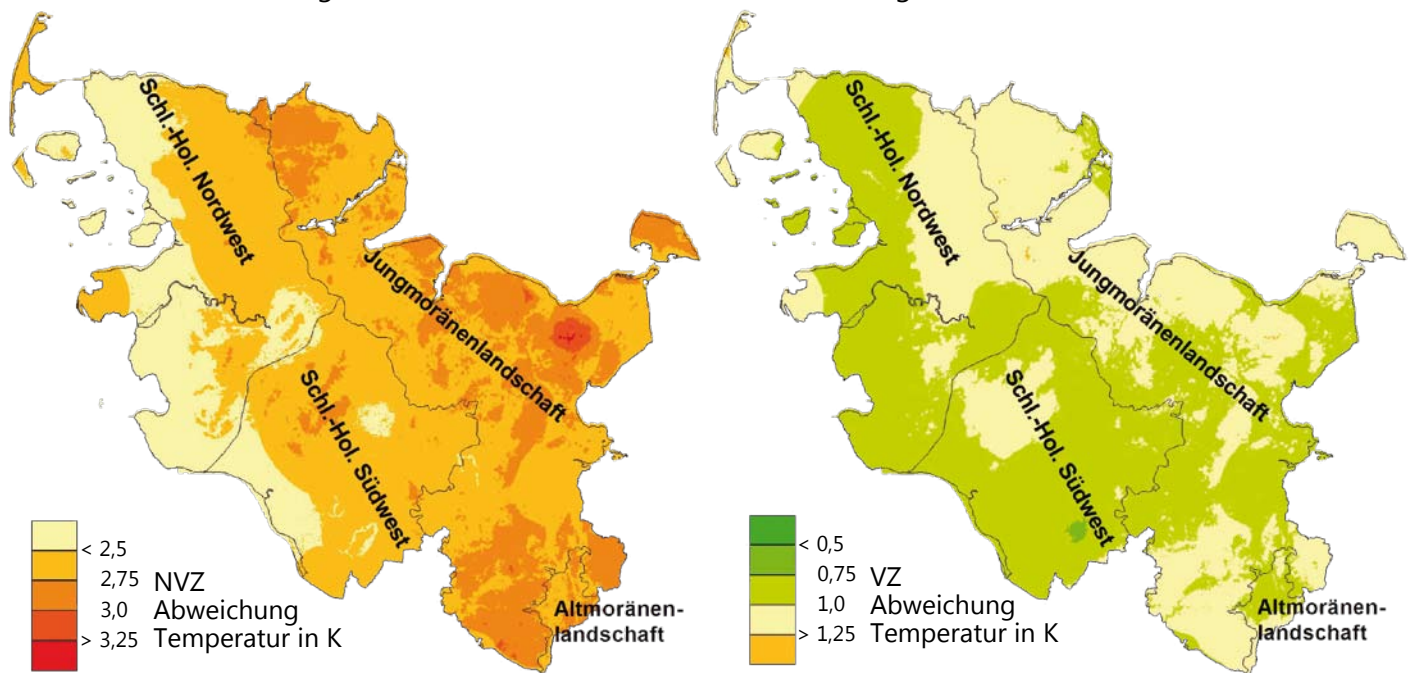 Schl.-Hol. Nordwest
Jungmoränenlandschaft
Schl.-Hol. Südwest
Altmoränen-
landschaft
< 2,5
2,75
3,0
> 3,25
NVZ
Abweichung
Temperatur in K
Schl.-Hol. Nordwest
Jungmoränenlandschaft
Schl.-Hol. Südwest
Altmoränen-
landschaft
< 0,5
0,75
1,0
> 1,25
VZ
Abweichung
Temperatur in K